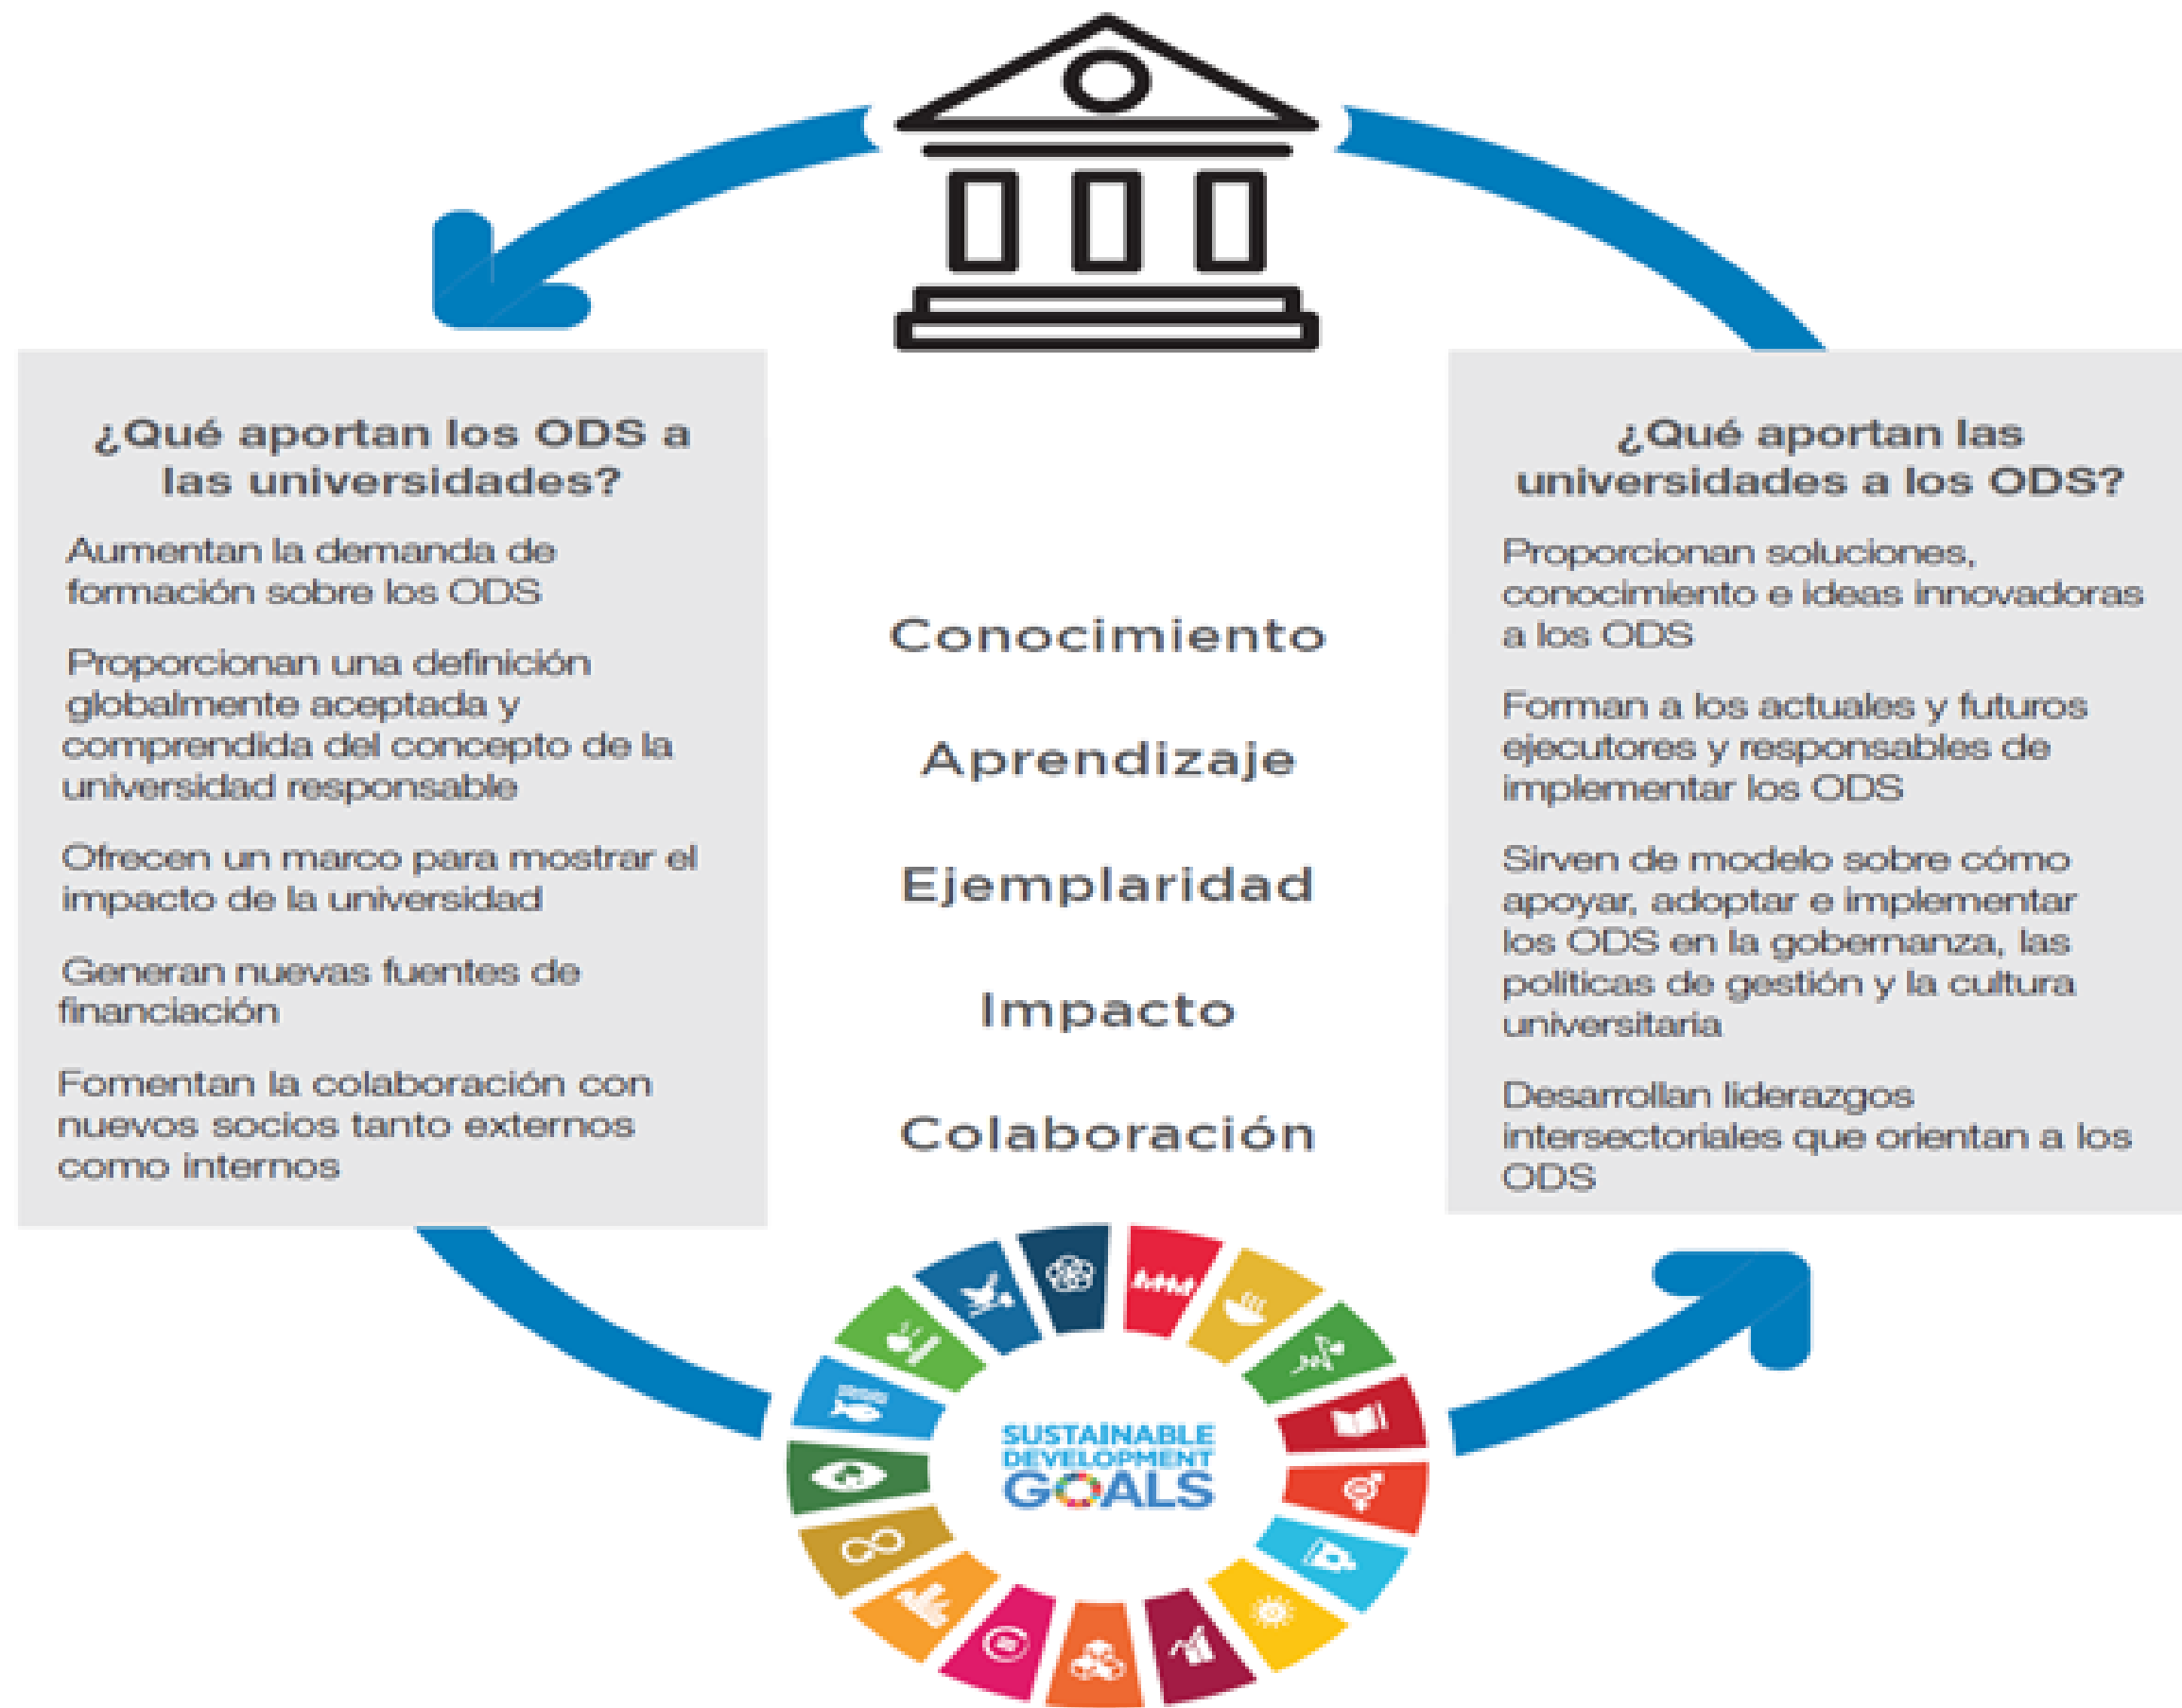 ¿Qué aportan los ODS a
las universidades?
Aumentan la demanda de
formación sobre los ODS
Proporcionan una definición
globalmente aceptada y
comprendida del concepto de la
universidad responsable
Ofrecen un marco para mostrar el
impacto de la universidad
Generan nuevas fuentes de
financiación
Fomentan la colaboración con
nuevos socios tanto externos
como internos
Conocimiento
Aprendizaje
Ejemplaridad
Impacto
Colaboración
¿Qué aportan las
universidades a los ODS?
Proporcionan soluciones,
conocimiento e ideas innovadoras
a los ODS
Forman a los actuales y futuros
ejecutores y responsables de
implementar los ODS
Sirven de modelo sobre cómo
apoyar, adoptar e implementar
los ODS en la gobernanza, las
políticas de gestión y la cultura
universitaria
Desarrollan liderazgos
intersectoriales que orientan a los
ODS
SUSTAINABLE
DEVELOPMENT
GOALS